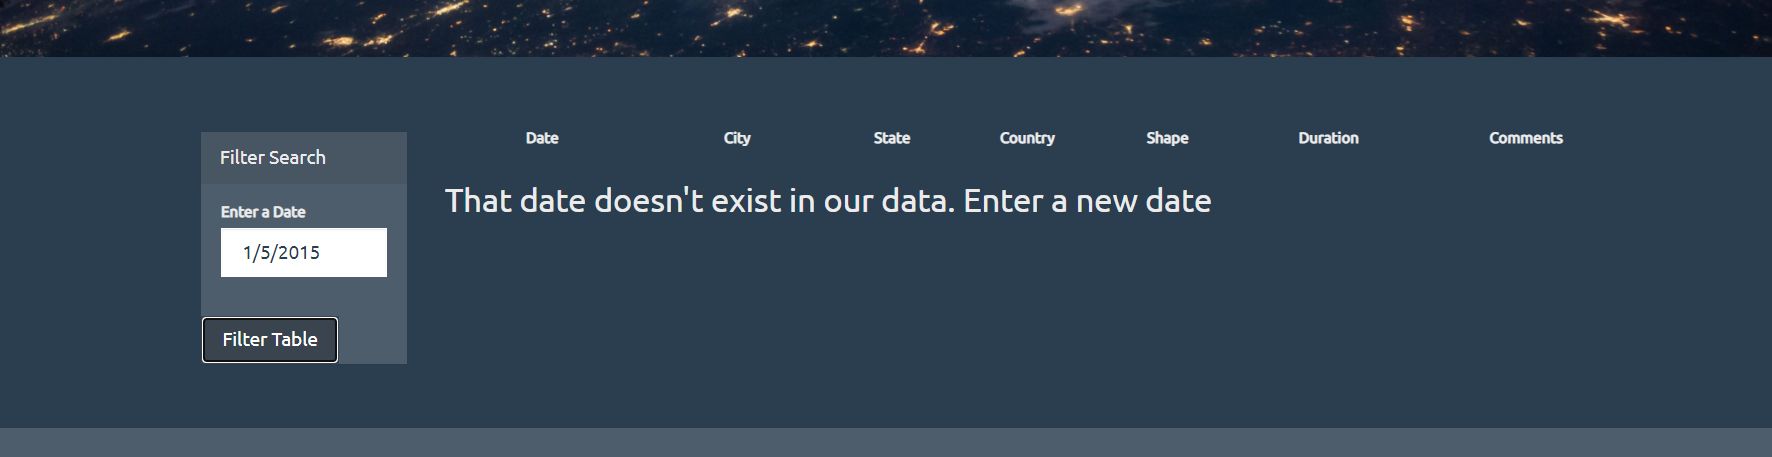 Filter Search
Enter a Date
1/5/2015
Filter Table
Date City State Country Shape Duration Comments
That date doesn't exist in our data. Enter a new date